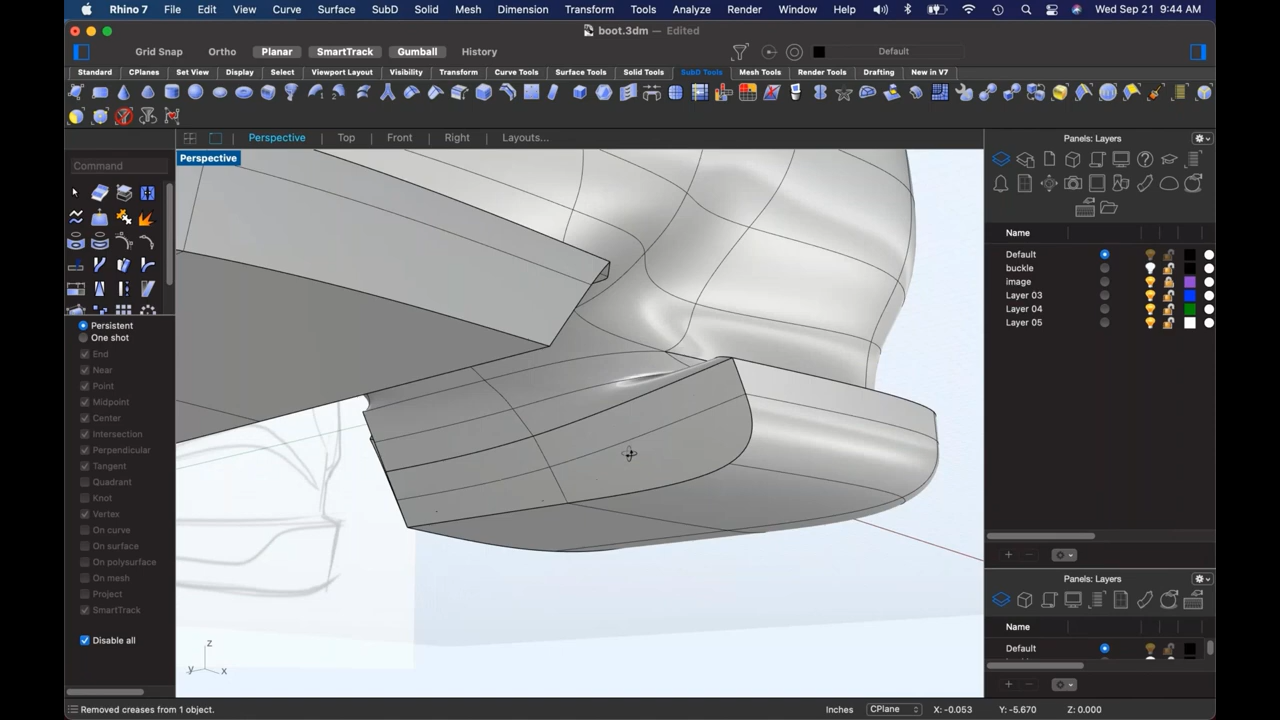 Rhino 7 File Edit View Curve Surface SubD Solid Mesh Dimension Transform Tools Analyze Render Window Help Wed Sep 21 9:44 AM
boot.3dm — Edited
Grid Snap Ortho Planar SmartTrack Gumball History Default
Standard CPlanes Set View Display Select Viewport Layout Visibility Transform Curve Tools Surface Tools Solid Tools SubD Tools Mesh Tools Render Tools Drafting New in V7
Perspective Top Front Right Layouts...
Panels: Layers
Perspective
Command
Name
Default
buckle
image
Layer 03
Layer 04
Layer 05
Persistent
One shot
End
Near
Point
Midpoint
Center
Intersection
Perpendicular
Tangent
Quadrant
Knot
Vertex
On curve
On surface
On polysurface
On mesh
Project
SmartTrack
Disable all
Panels: Layers
Name
Default
z
y x
Removed creases from 1 object. Inches CPlane X: -0.053 Y: -5.670 Z: 0.000